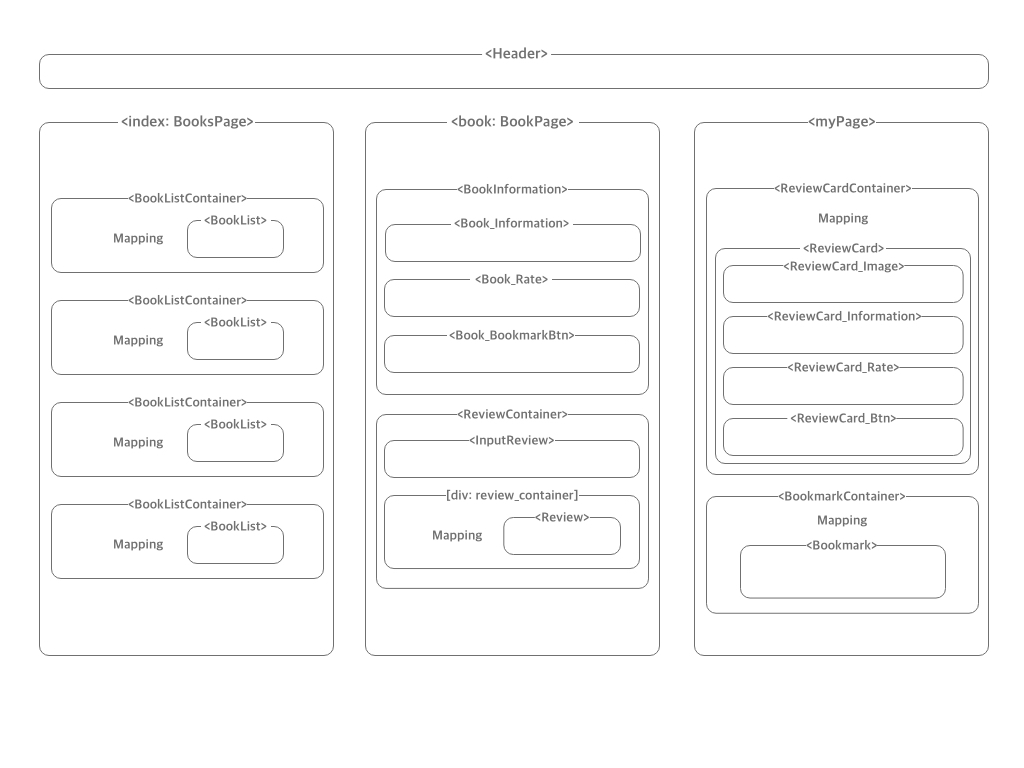 <Header>
<index: BooksPage>
<BookListContainer>
<BookList>
Mapping
<BookListContainer>
<BookList>
Mapping
<BookListContainer>
<BookList>
Mapping
<BookListContainer>
<BookList>
Mapping
<book: BookPage>
<BookInformation>
<Book_Information>
<Book_Rate>
<Book_BookmarkBtn>
<ReviewContainer>
<InputReview>
[div: review_container]
<Review>
Mapping
<myPage>
<ReviewCardContainer>
Mapping
<ReviewCard>
<ReviewCard_Image>
<ReviewCard_Information>
<ReviewCard_Rate>
<ReviewCard_Btn>
<BookmarkContainer>
Mapping
<Bookmark>